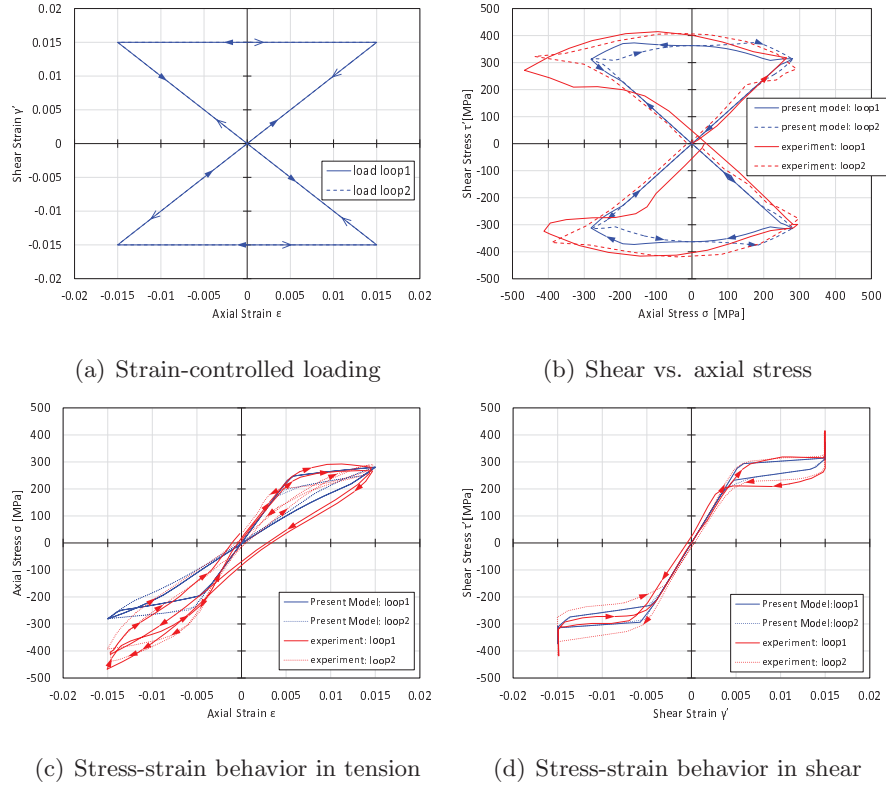 0.02
0.015
0.01
0.005
0
-0.005
-0.01
-0.015
0.02
-0.02 -0.015 -0.01 -0.005 0 0.005 0.01 0.015 0.02
Shear Strain γ'
Axial Strain ε
load loop1
load loop2
(a) Strain-controlled loading
500
400
300
200
100
0
-100
-200
-300
-400
-500
-500 -400 -300 -200 -100 0 100 200 300 400 500
Shear Stress τ'[MPa]
Axial Stress σ [MPa]
present model: loop1
present model: loop2
experiment: loop1
experiment: loop2
(b) Shear vs. axial stress
500
400
300
200
100
0
-100
-200
-300
-400
-500
-0.02 -0.015 -0.01 -0.005 0 0.005 0.01 0.015 0.02
Axial Stress σ [MPa]
Axial Strain ε
Present Model: loop1
Present Model: loop2
experiment: loop1
experiment: loop2
(c) Stress-strain behavior in tension
500
400
300
200
100
0
-100
-200
-300
-400
-500
-0.02 -0.015 -0.01 -0.005 0 0.005 0.01 0.015 0.02
Shear Stress τ'[MPa]
Shear Strain γ'
Present Model:loop1
Present Model:loop2
experiment: loop1
experiment: loop2
(d) Stress-strain behavior in shear